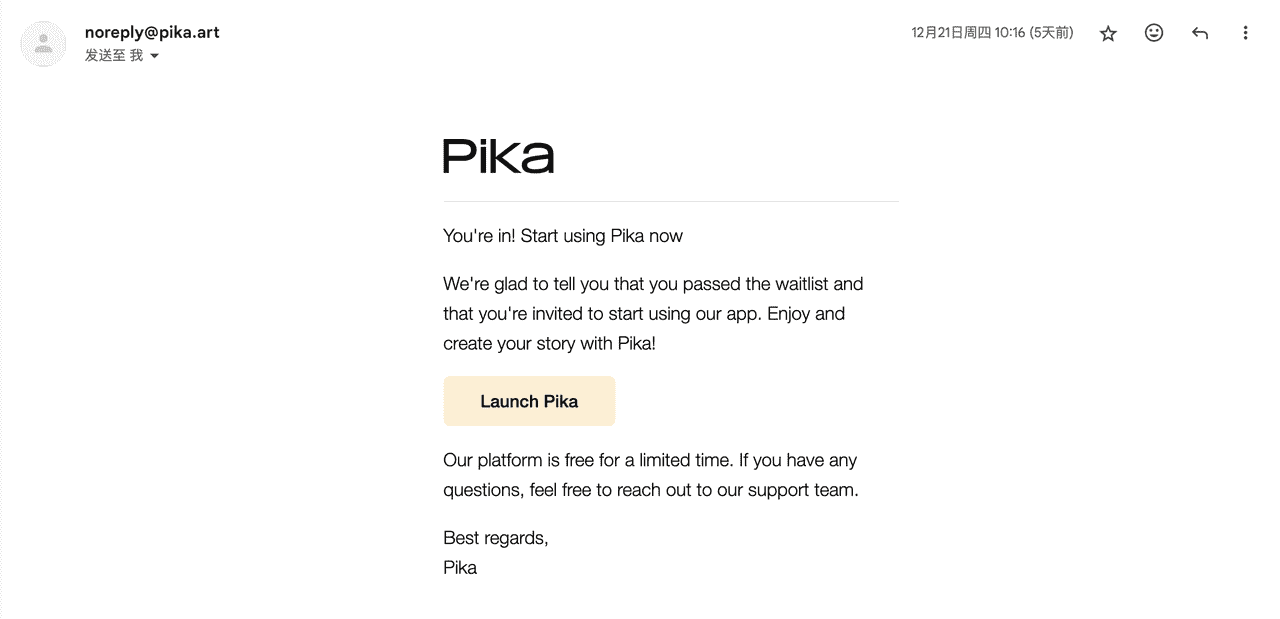 noreply@pika.art
12月21日周四 10:16 (5天前)
发送至 我
Pika
You're in! Start using Pika now
We're glad to tell you that you passed the waitlist and
that you're invited to start using our app. Enjoy and
create your story with Pika!
Launch Pika
Our platform is free for a limited time. If you have any
questions, feel free to reach out to our support team.
Best regards,
Pika